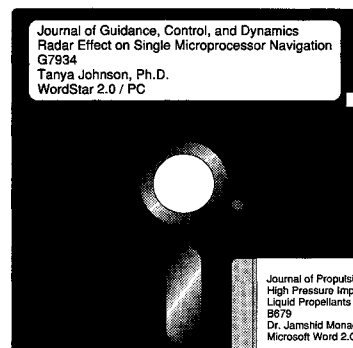 Journal of Guidance, Control, and Dynamics
Radar Effect on Single Microprocessor Navigation
G7934
Tanya Johnson, Ph.D.
WordStar 2.0 / PC
Journal of Propulsi
High Pressure Imp
Liquid Propellants
B679
Dr. Jamshid Mona
Microsoft Word 2.0